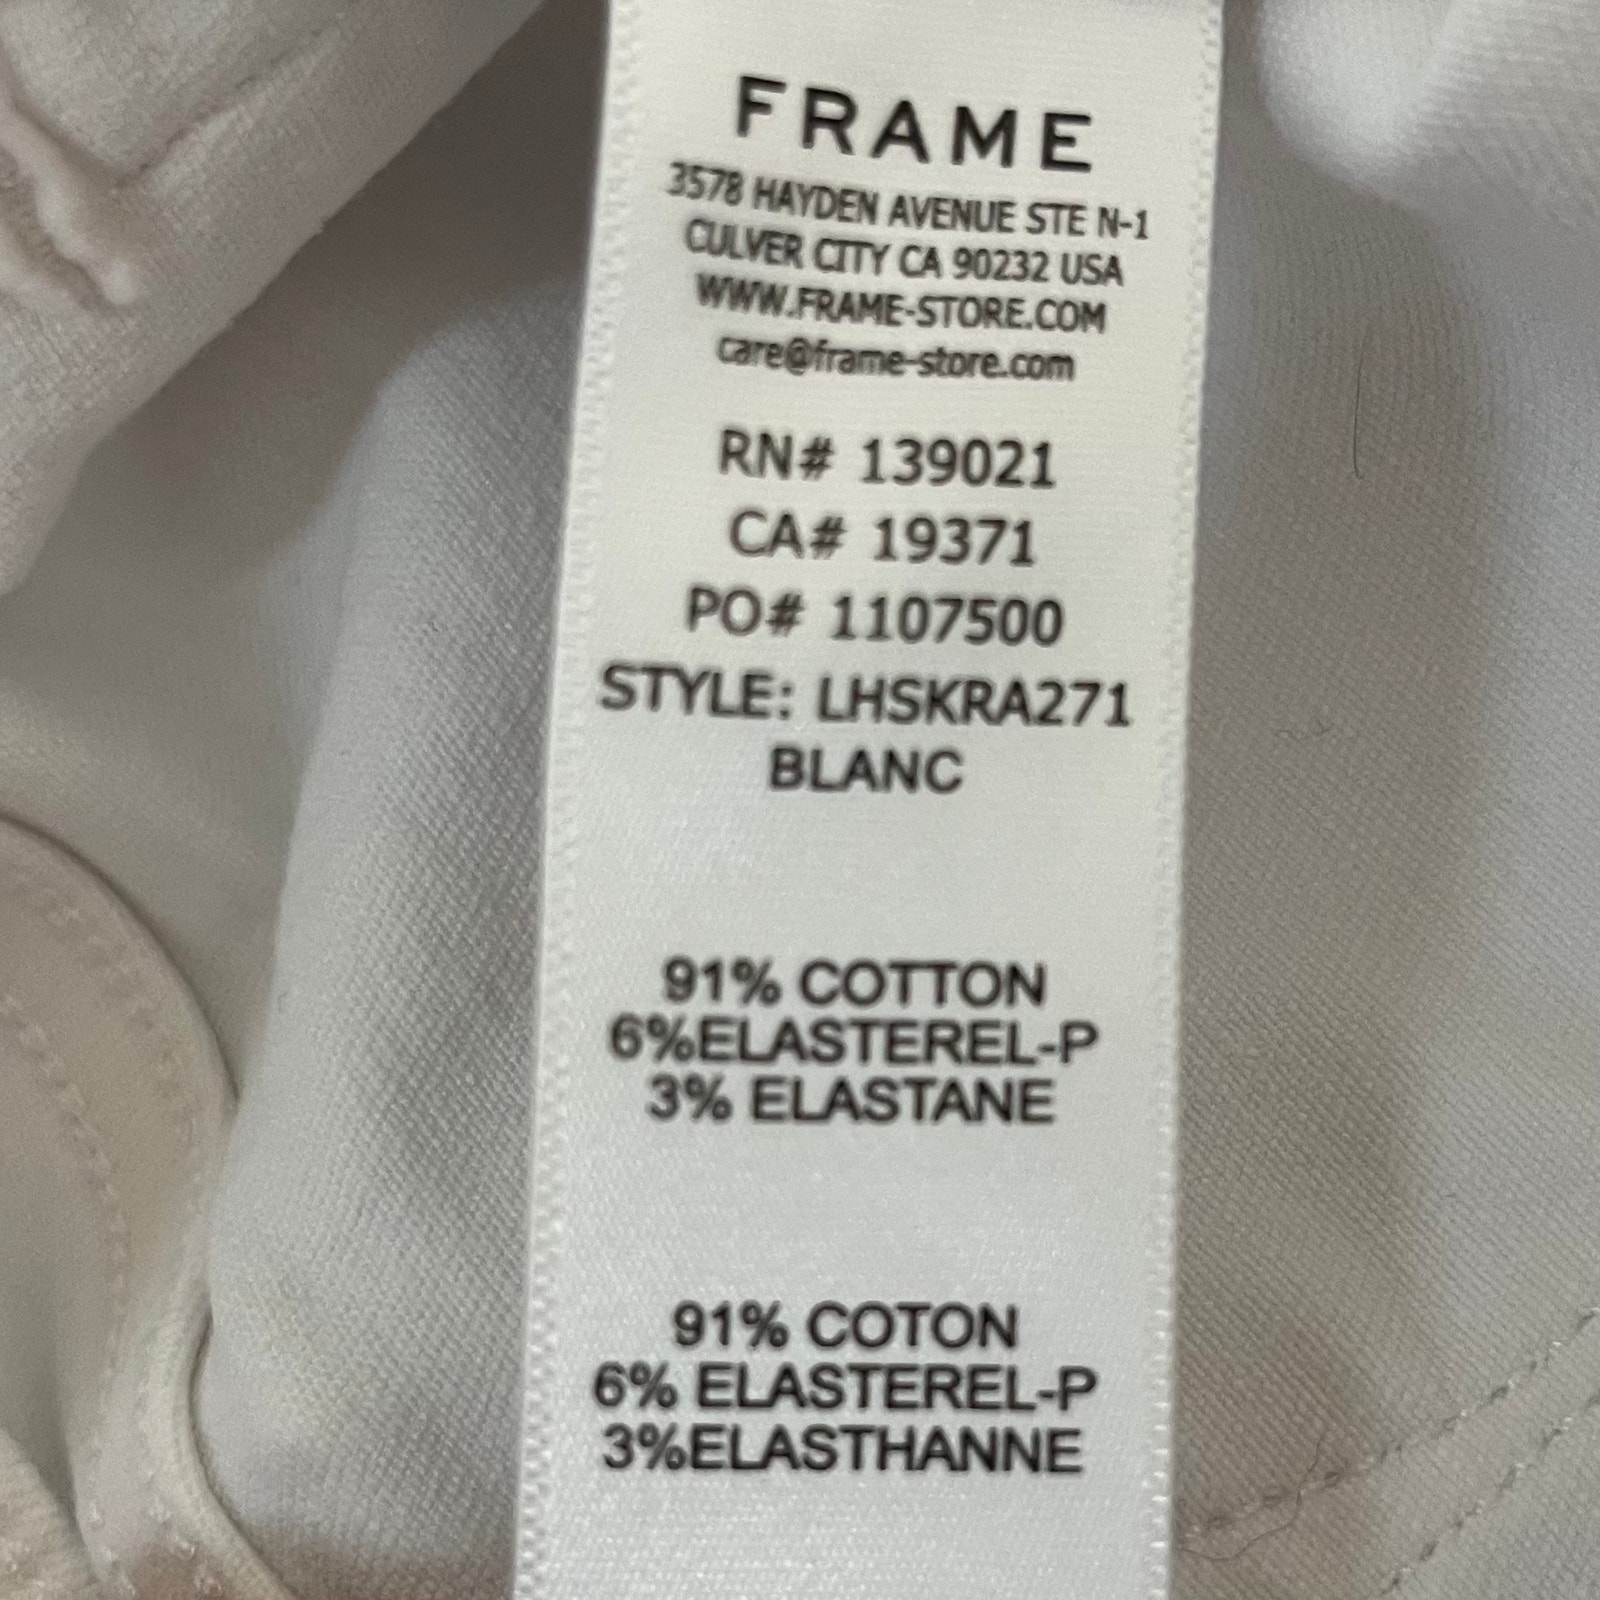 FRAME
3578 HAYDEN AVENUE STE N-1
CULVER CITY CA 90232 USA
WWW.FRAME-STORE.COM
care@frame-store.com
RN# 139021
CA# 19371
PO# 1107500
STYLE: LHSKRA271
BLANC
91% COTTON
6%ELASTEREL-P
3% ELASTANE
91% COTON
6% ELASTEREL-P
3%ELASTHANNE